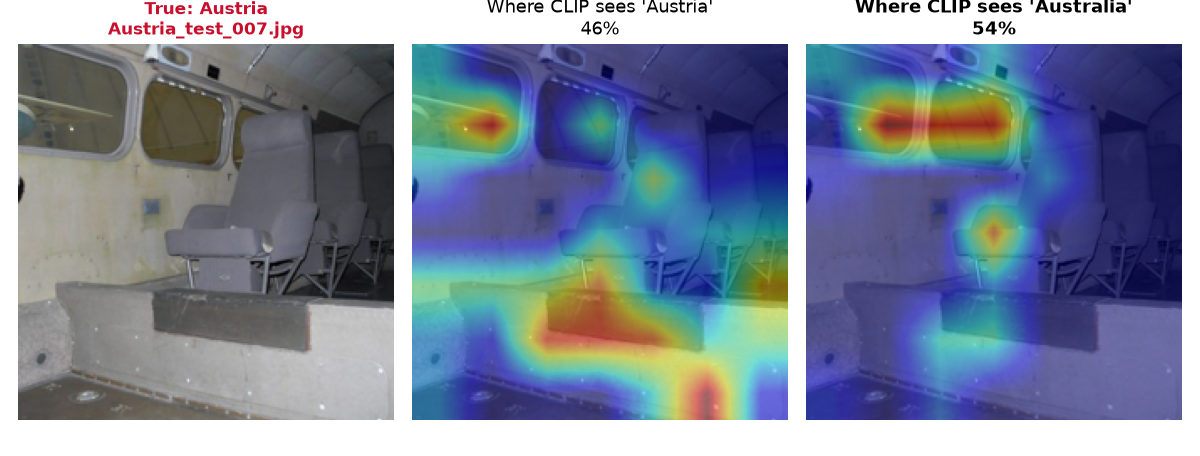 True: Austria
Austria_test_007.jpg
Where CLIP sees 'Austria'
46%
Where CLIP sees 'Australia'
54%